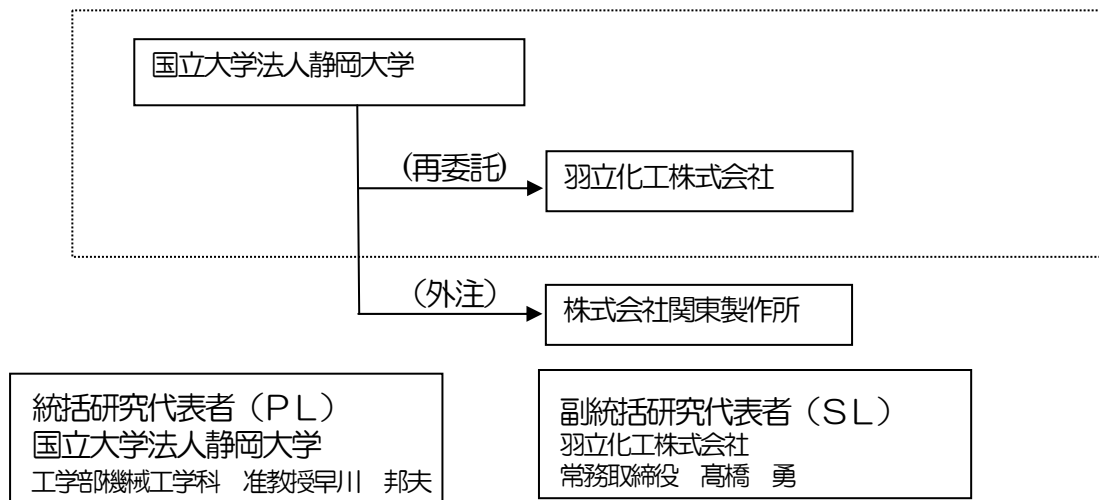 国立大学法人静岡大学
(再委託)
羽立化工株式会社
(外注)
株式会社関東製作所
統括研究代表者（ＰＬ）
国立大学法人静岡大学
工学部機械工学科　准教授早川　邦夫
副統括研究代表者（ＳＬ）
羽立化工株式会社
常務取締役　髙橋　勇